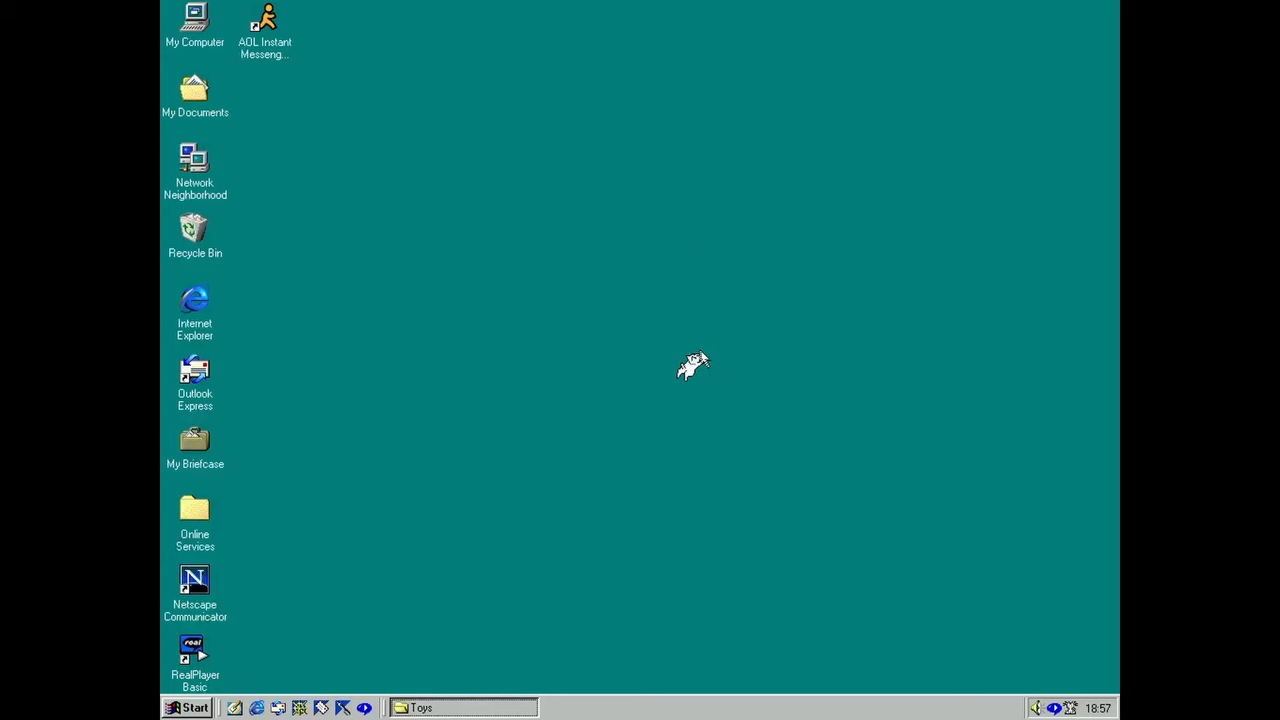 My Computer
AOL Instant
Messeng...
My Documents
Network
Neighborhood
Recycle Bin
Internet
Explorer
Outlook
Express
My Briefcase
Online
Services
N
Netscape
Communicator
real
RealPlayer
Basic
Start
Toys
18:57